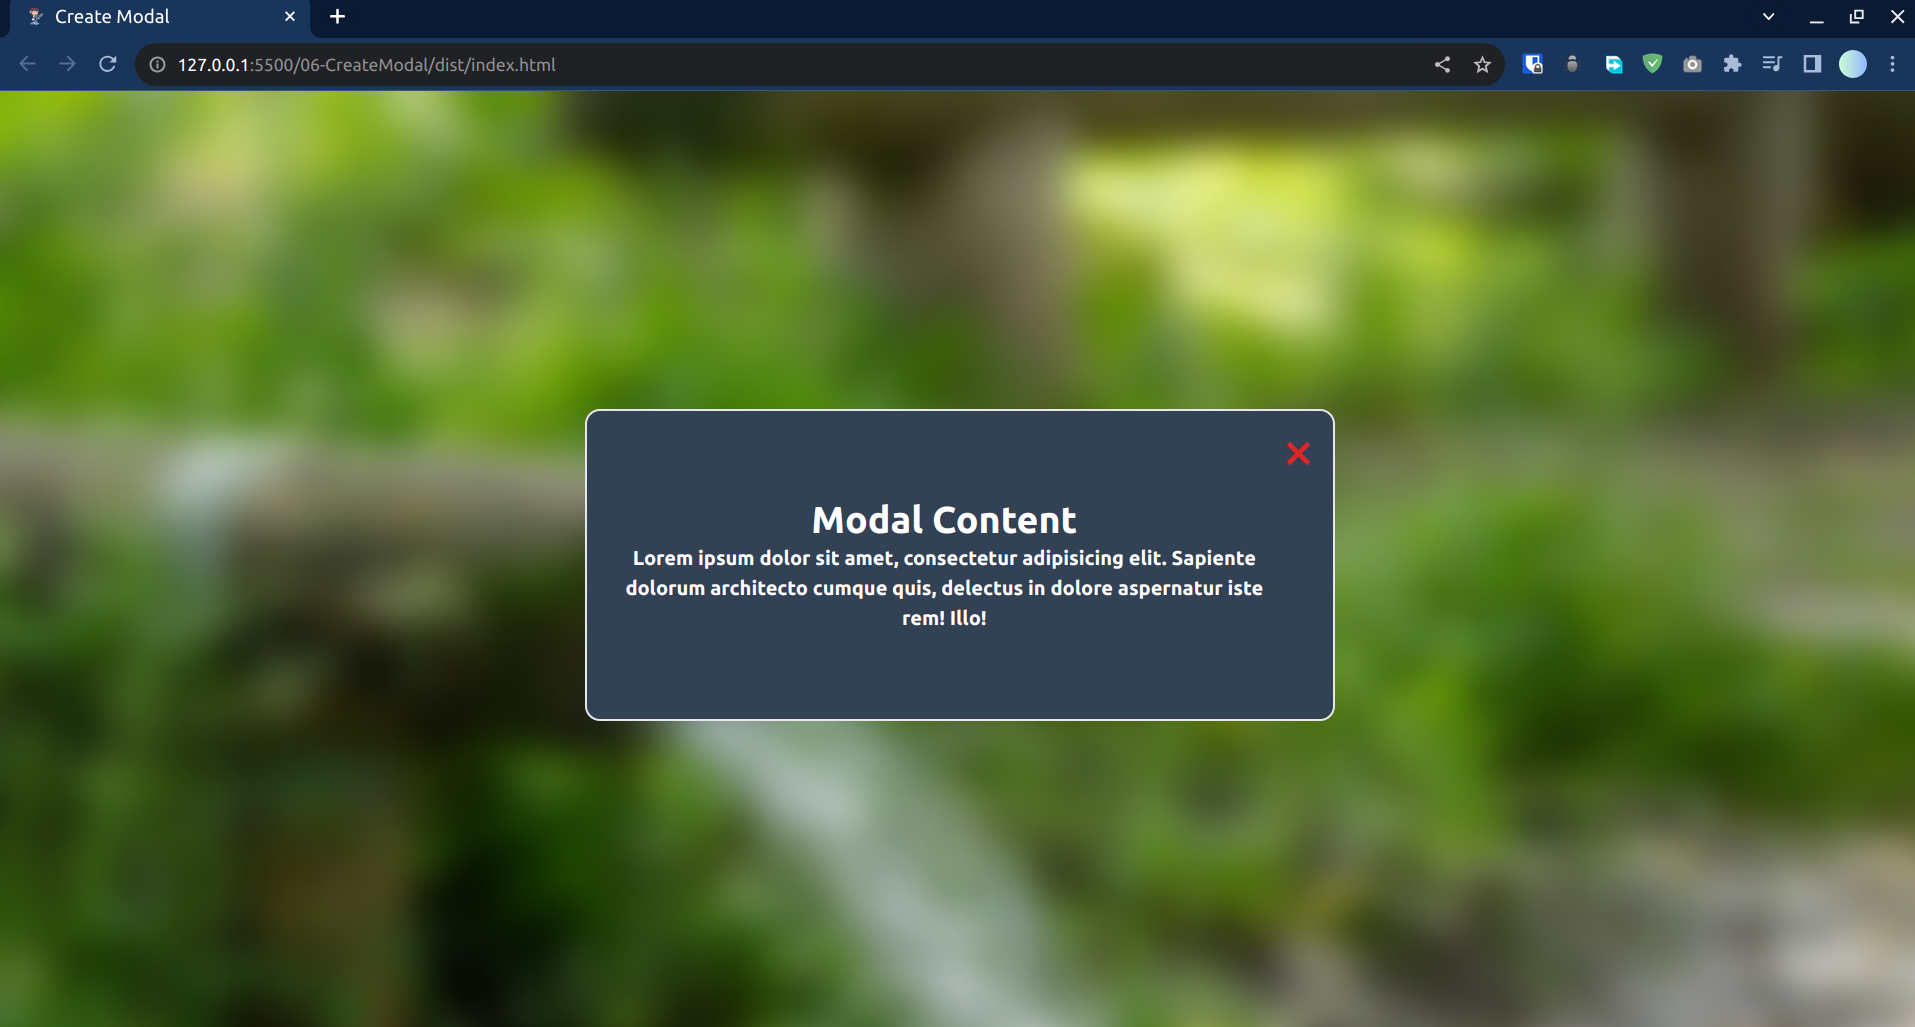 Create Modal
127.0.0.1:5500/06-CreateModal/dist/index.html
Modal Content
Lorem ipsum dolor sit amet, consectetur adipisicing elit. Sapiente
dolorum architecto cumque quis, delectus in dolore aspernatur iste
rem! Illo!